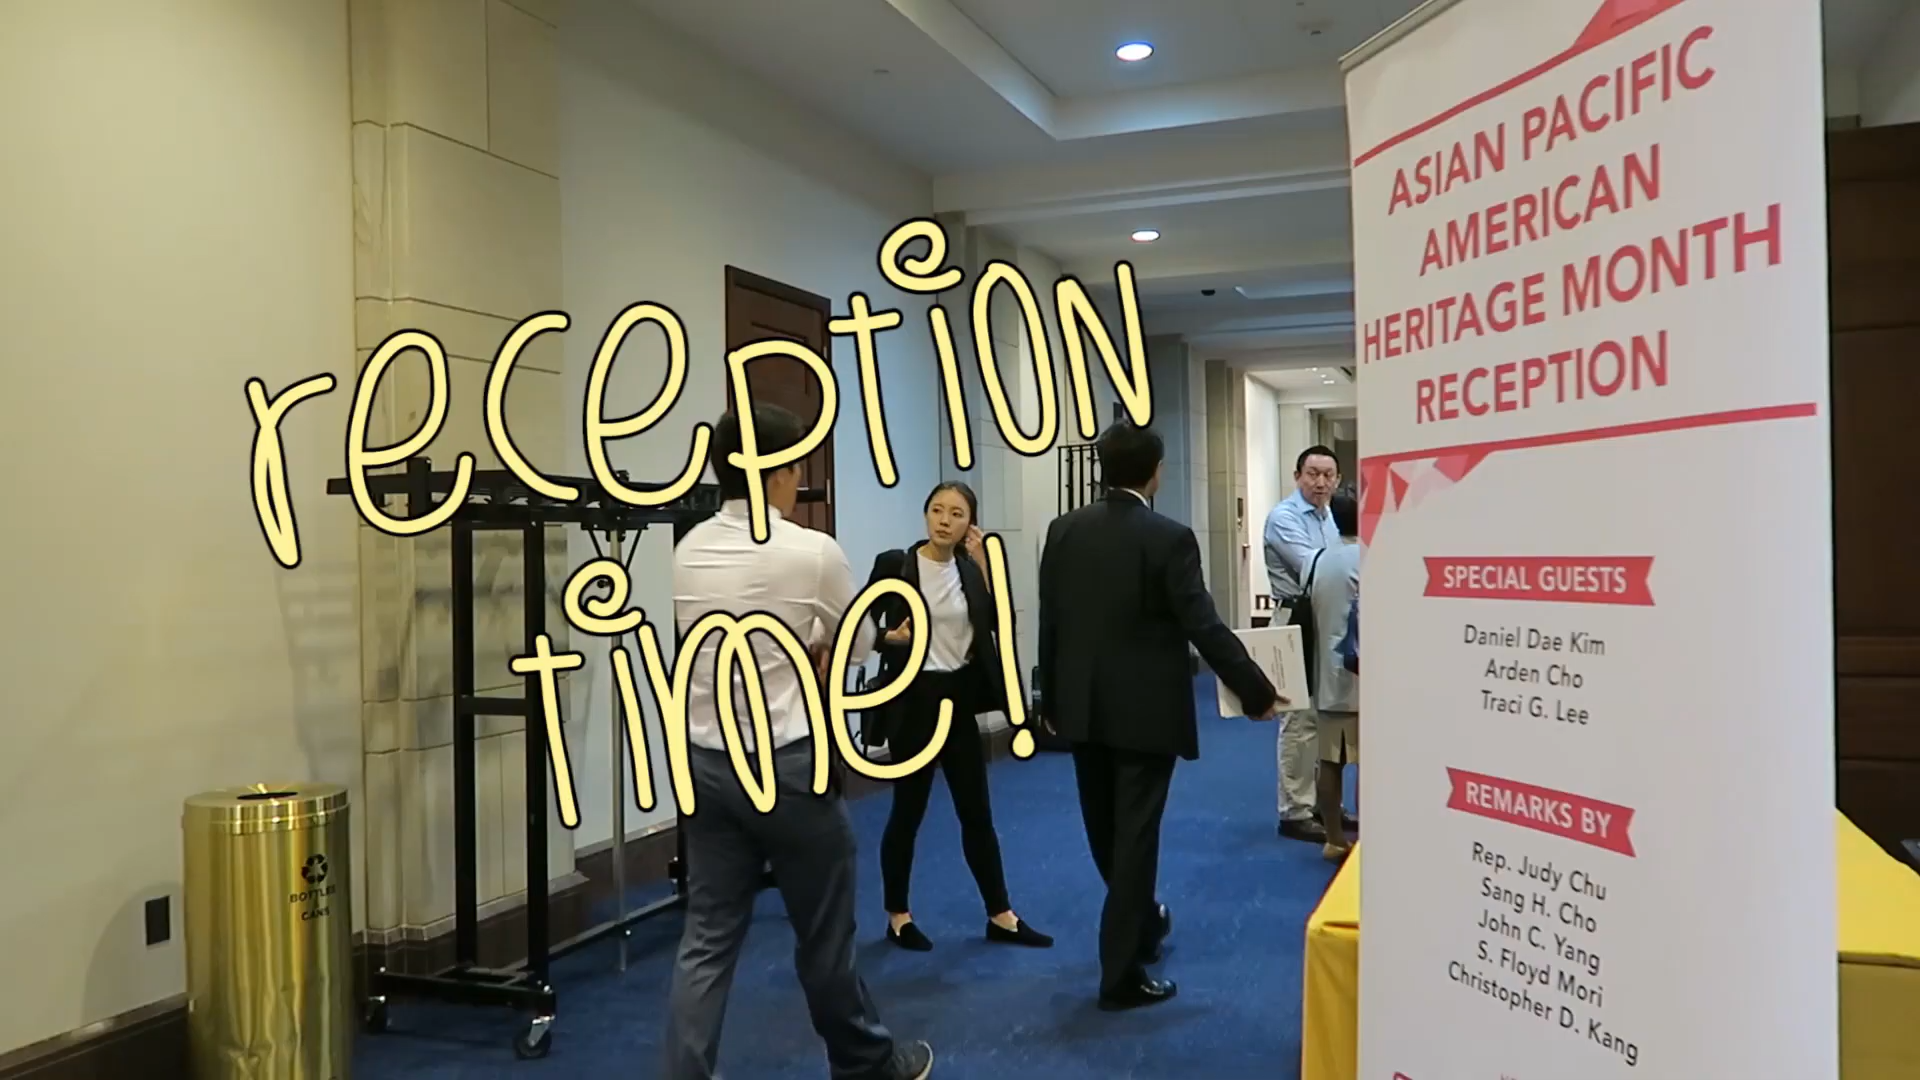 reception
time!
ASIAN PACIFIC
AMERICAN
HERITAGE MONTH
RECEPTION
SPECIAL GUESTS
Daniel Dae Kim
Arden Cho
Traci G. Lee
REMARKS BY
Rep. Judy Chu
Sang H. Cho
John C. Yang
S. Floyd Mori
Christopher D. Kang
BOTTLES
CANS